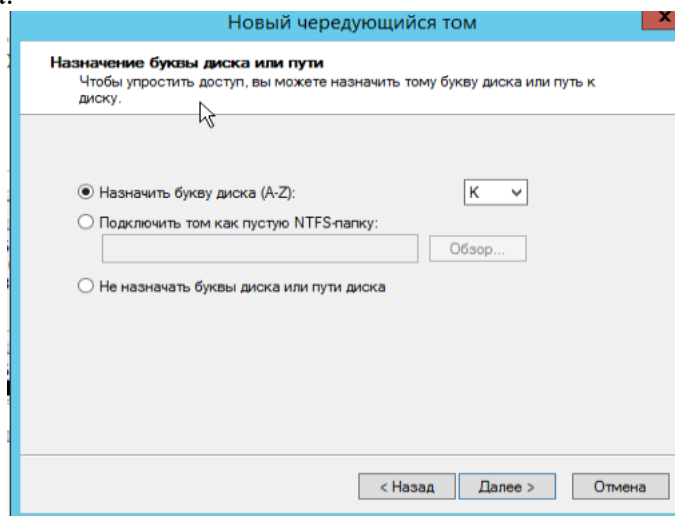 Новый чередующийся том
x
Назначение буквы диска или пути
Чтобы упростить доступ, вы можете назначить тому букву диска или путь к
диску.
Назначить букву диска (A-Z):
K
Подключить том как пустую NTFS-папку:
Обзор...
Не назначать буквы диска или пути диска
< Назад
Далее >
Отмена